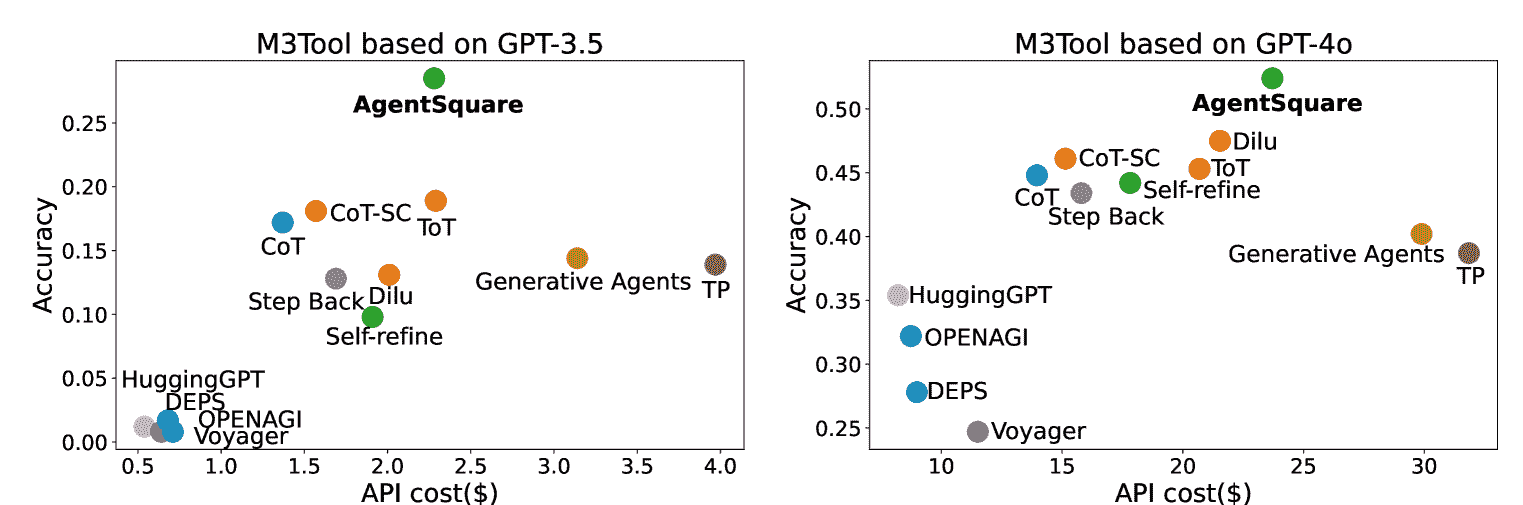 M3Tool based on GPT-3.5
Accuracy
0.25
0.20
0.15
0.10
0.05
0.00
AgentSquare
CoT-SC
ToT
CoT
Generative Agents
TP
Step Back
Dilu
Self-refine
HuggingGPT
DEPS
OPENAGI
Voyager
0.5 1.0 1.5 2.0 2.5 3.0 3.5 4.0
API cost($)
M3Tool based on GPT-4o
Accuracy
0.50
0.45
0.40
0.35
0.30
0.25
AgentSquare
Dilu
CoT-SC
ToT
Self-refine
CoT
Step Back
Generative Agents
TP
HuggingGPT
OPENAGI
DEPS
Voyager
10 15 20 25 30
API cost($)